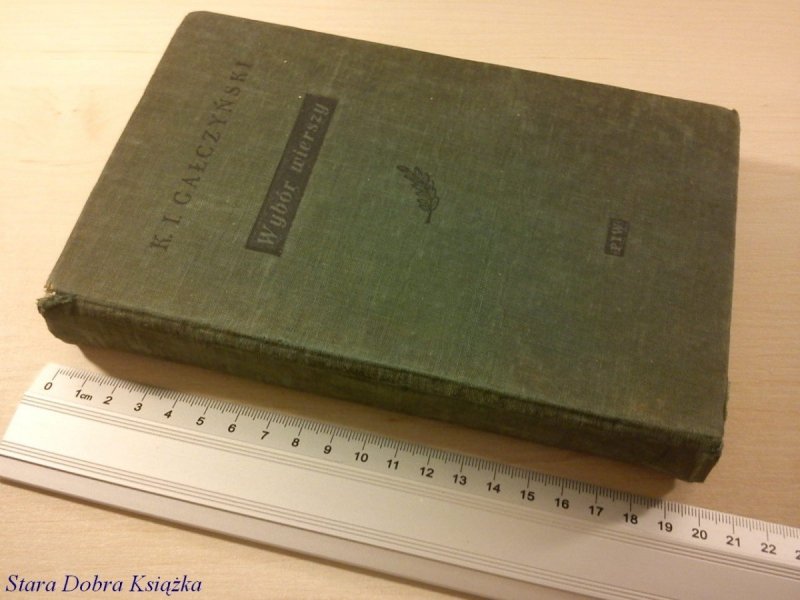 K. I. GAŁCZYŃSKI
Wybór wierszy
PIW
0 1cm 2 3 4 5 6 7 8 9 10 11 12 13 14 15 16 17 18 19 20 21 22
Stara Dobra Książka